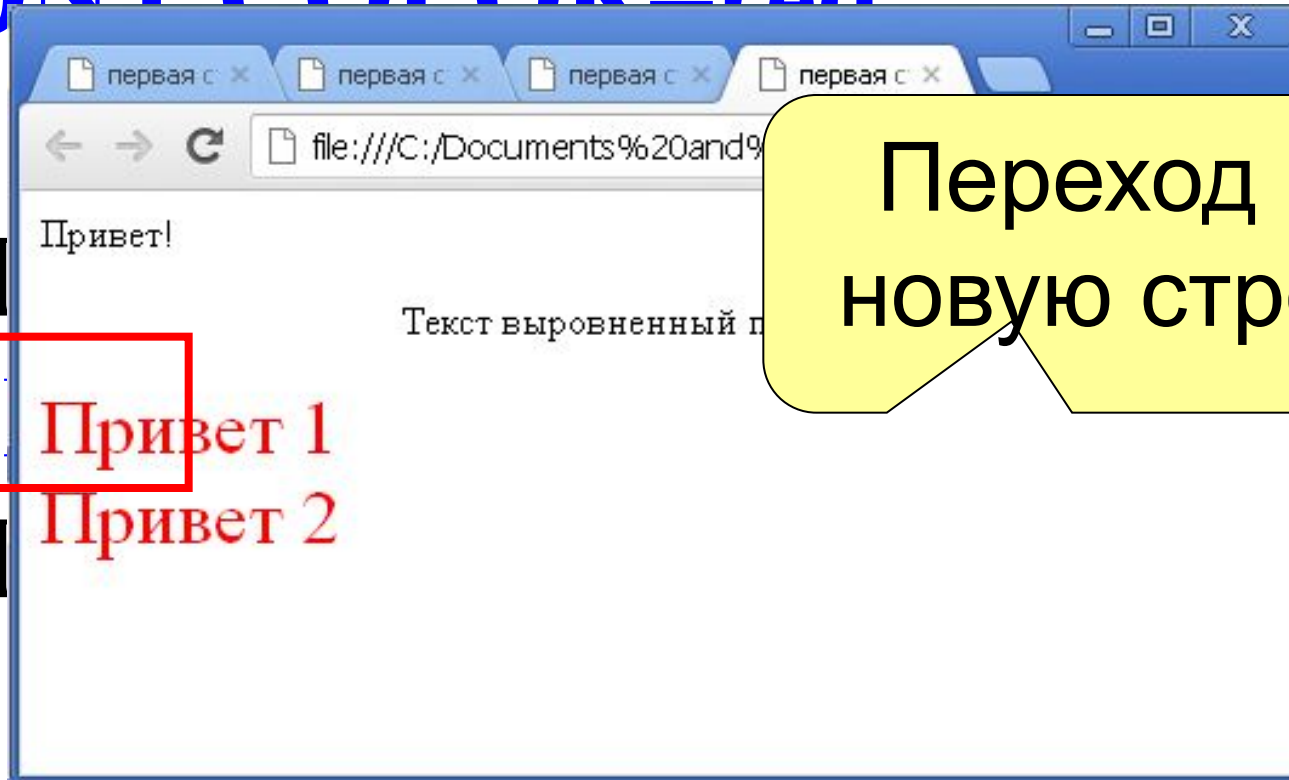 первая с
первая с
первая с
первая с
file:///C:/Documents%20and%
Переход
новую стр
Привет!
Текст выровненный п
Привет 1
Привет 2